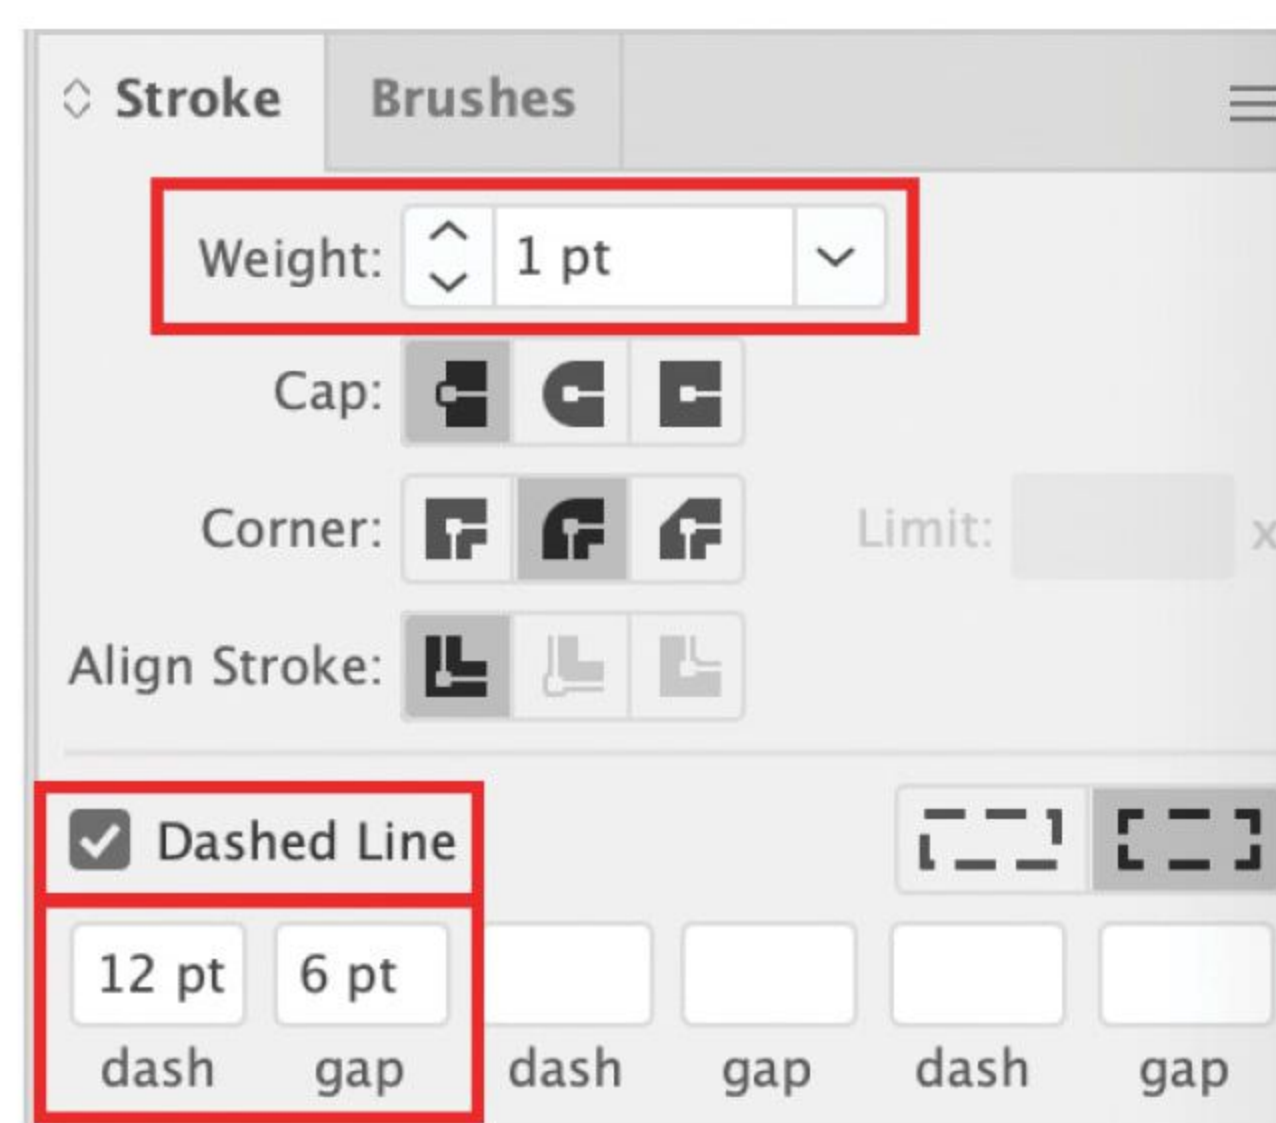 Stroke Brushes
Weight: 1 pt
Cap:
Corner: Limit: x
Align Stroke:
Dashed Line
12 pt 6 pt
dash gap dash gap dash gap